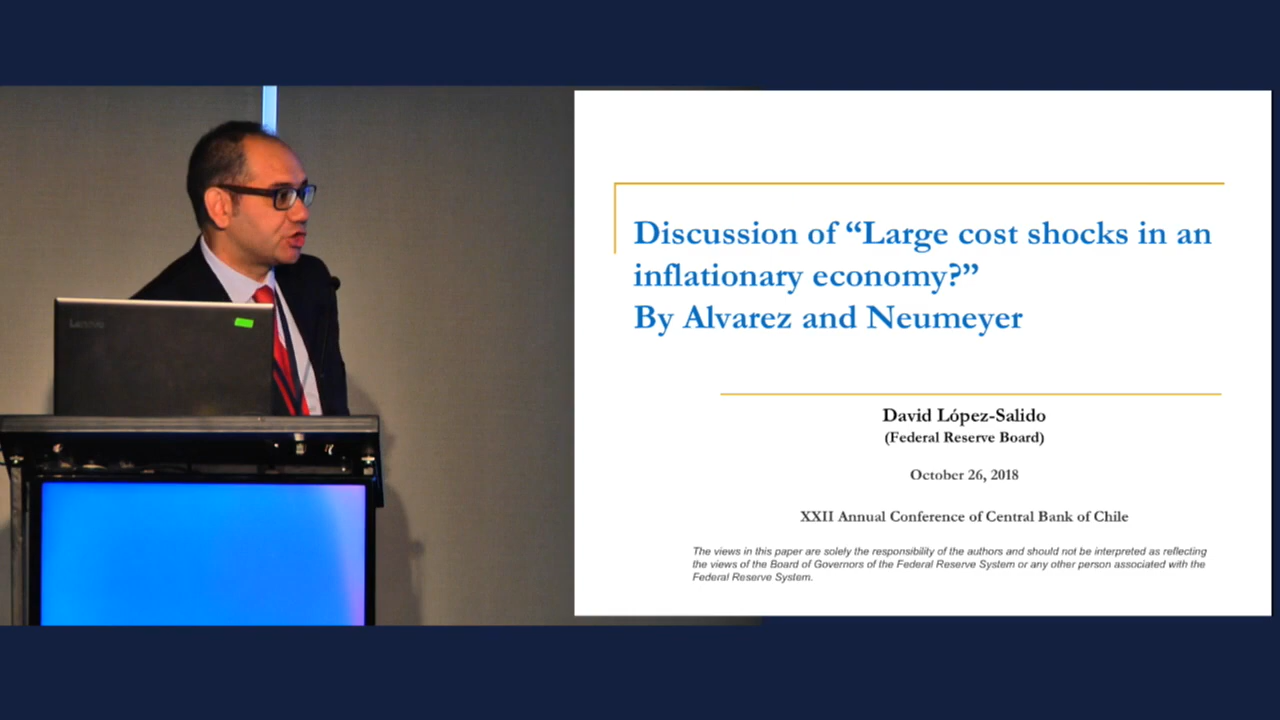 Lenovo
Discussion of “Large cost shocks in an
inflationary economy?”
By Alvarez and Neumeyer
David López-Salido
(Federal Reserve Board)
October 26, 2018
XXII Annual Conference of Central Bank of Chile
The views in this paper are solely the responsibility of the authors and should not be interpreted as reflecting
the views of the Board of Governors of the Federal Reserve System or any other person associated with the
Federal Reserve System.